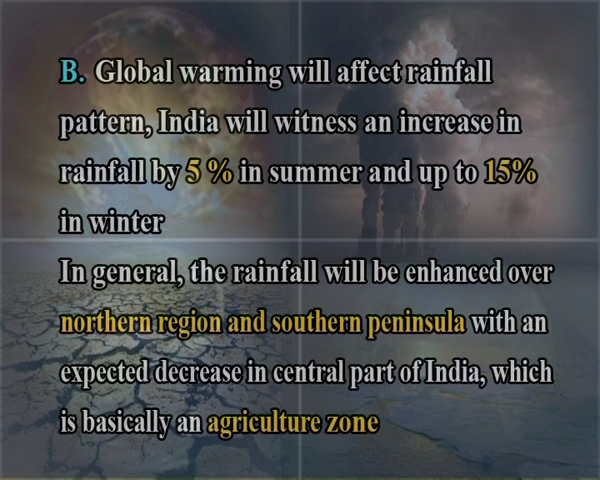 B. Global warming will affect rainfall
pattern, India will witness an increase in
rainfall by 5 % in summer and up to 15%
in winter
In general, the rainfall will be enhanced over
northern region and southern peninsula with an
expected decrease in central part of India, which
is basically an agriculture zone